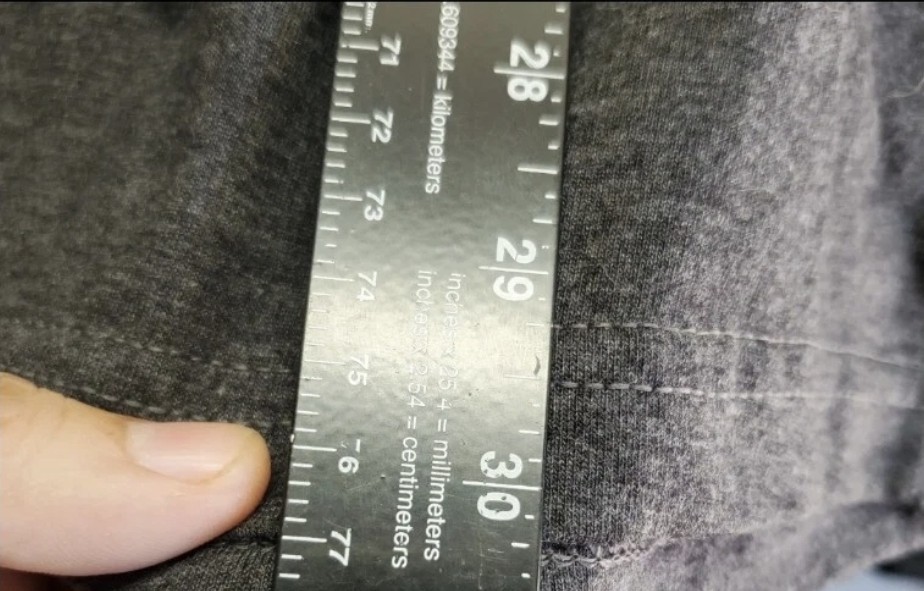 2mm
71
72
73
74
75
76
77
.609344 = kilometers
inches × 25.4 = millimeters
inches × 2.54 = centimeters
28
29
30